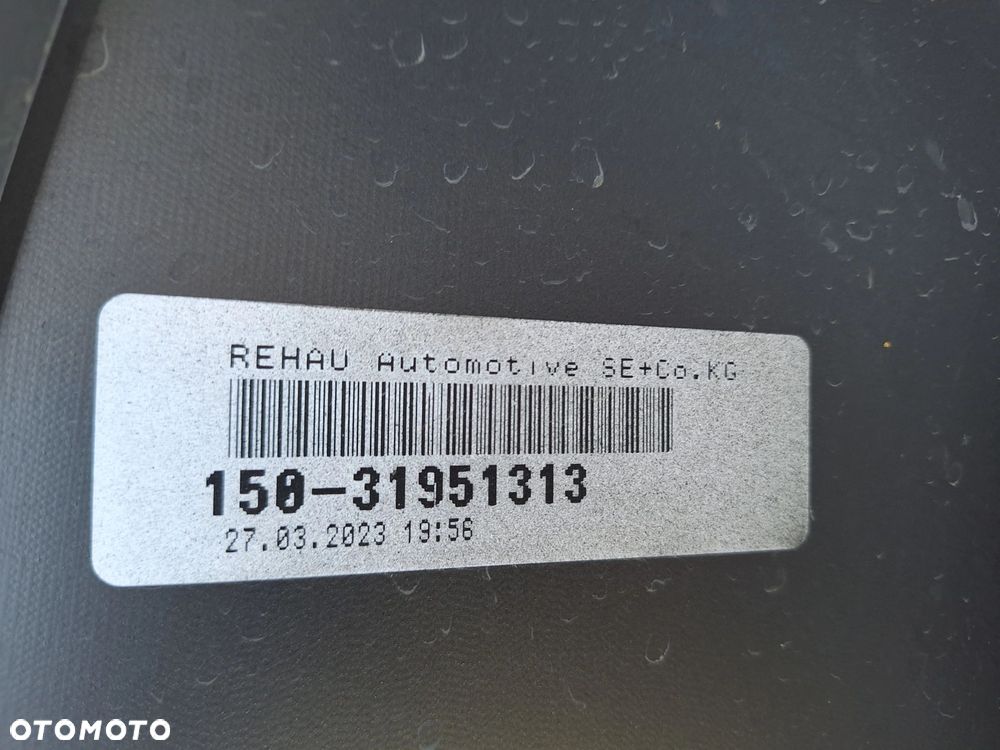 REHAU Automotive SE+Co.KG
150-31951313
27.03.2023 19:56
OTOMOTO